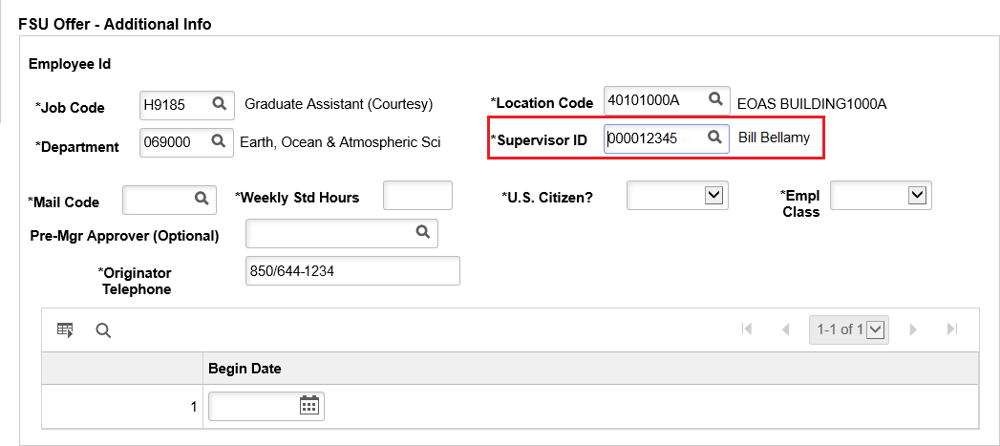 FSU Offer - Additional Info
Employee Id
*Job Code H9185 Graduate Assistant (Courtesy) *Location Code 40101000A EOAS BUILDING1000A
*Department 069000 Earth, Ocean & Atmospheric Sci *Supervisor ID 000012345 Bill Bellamy
*Mail Code *Weekly Std Hours *U.S. Citizen? *Empl
Class
Pre-Mgr Approver (Optional)
*Originator 850/644-1234
Telephone
1-1 of 1
Begin Date
1